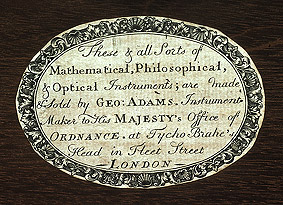 These & all Sorts of
Mathematical, Philosophical,
& Optical Instruments; are made
& Sold by GEO: ADAMS. Instrument-
Maker to His MAJESTY's Office of
ORDNANCE. at Tycho Brahe's
Head in Fleet Street
LONDON